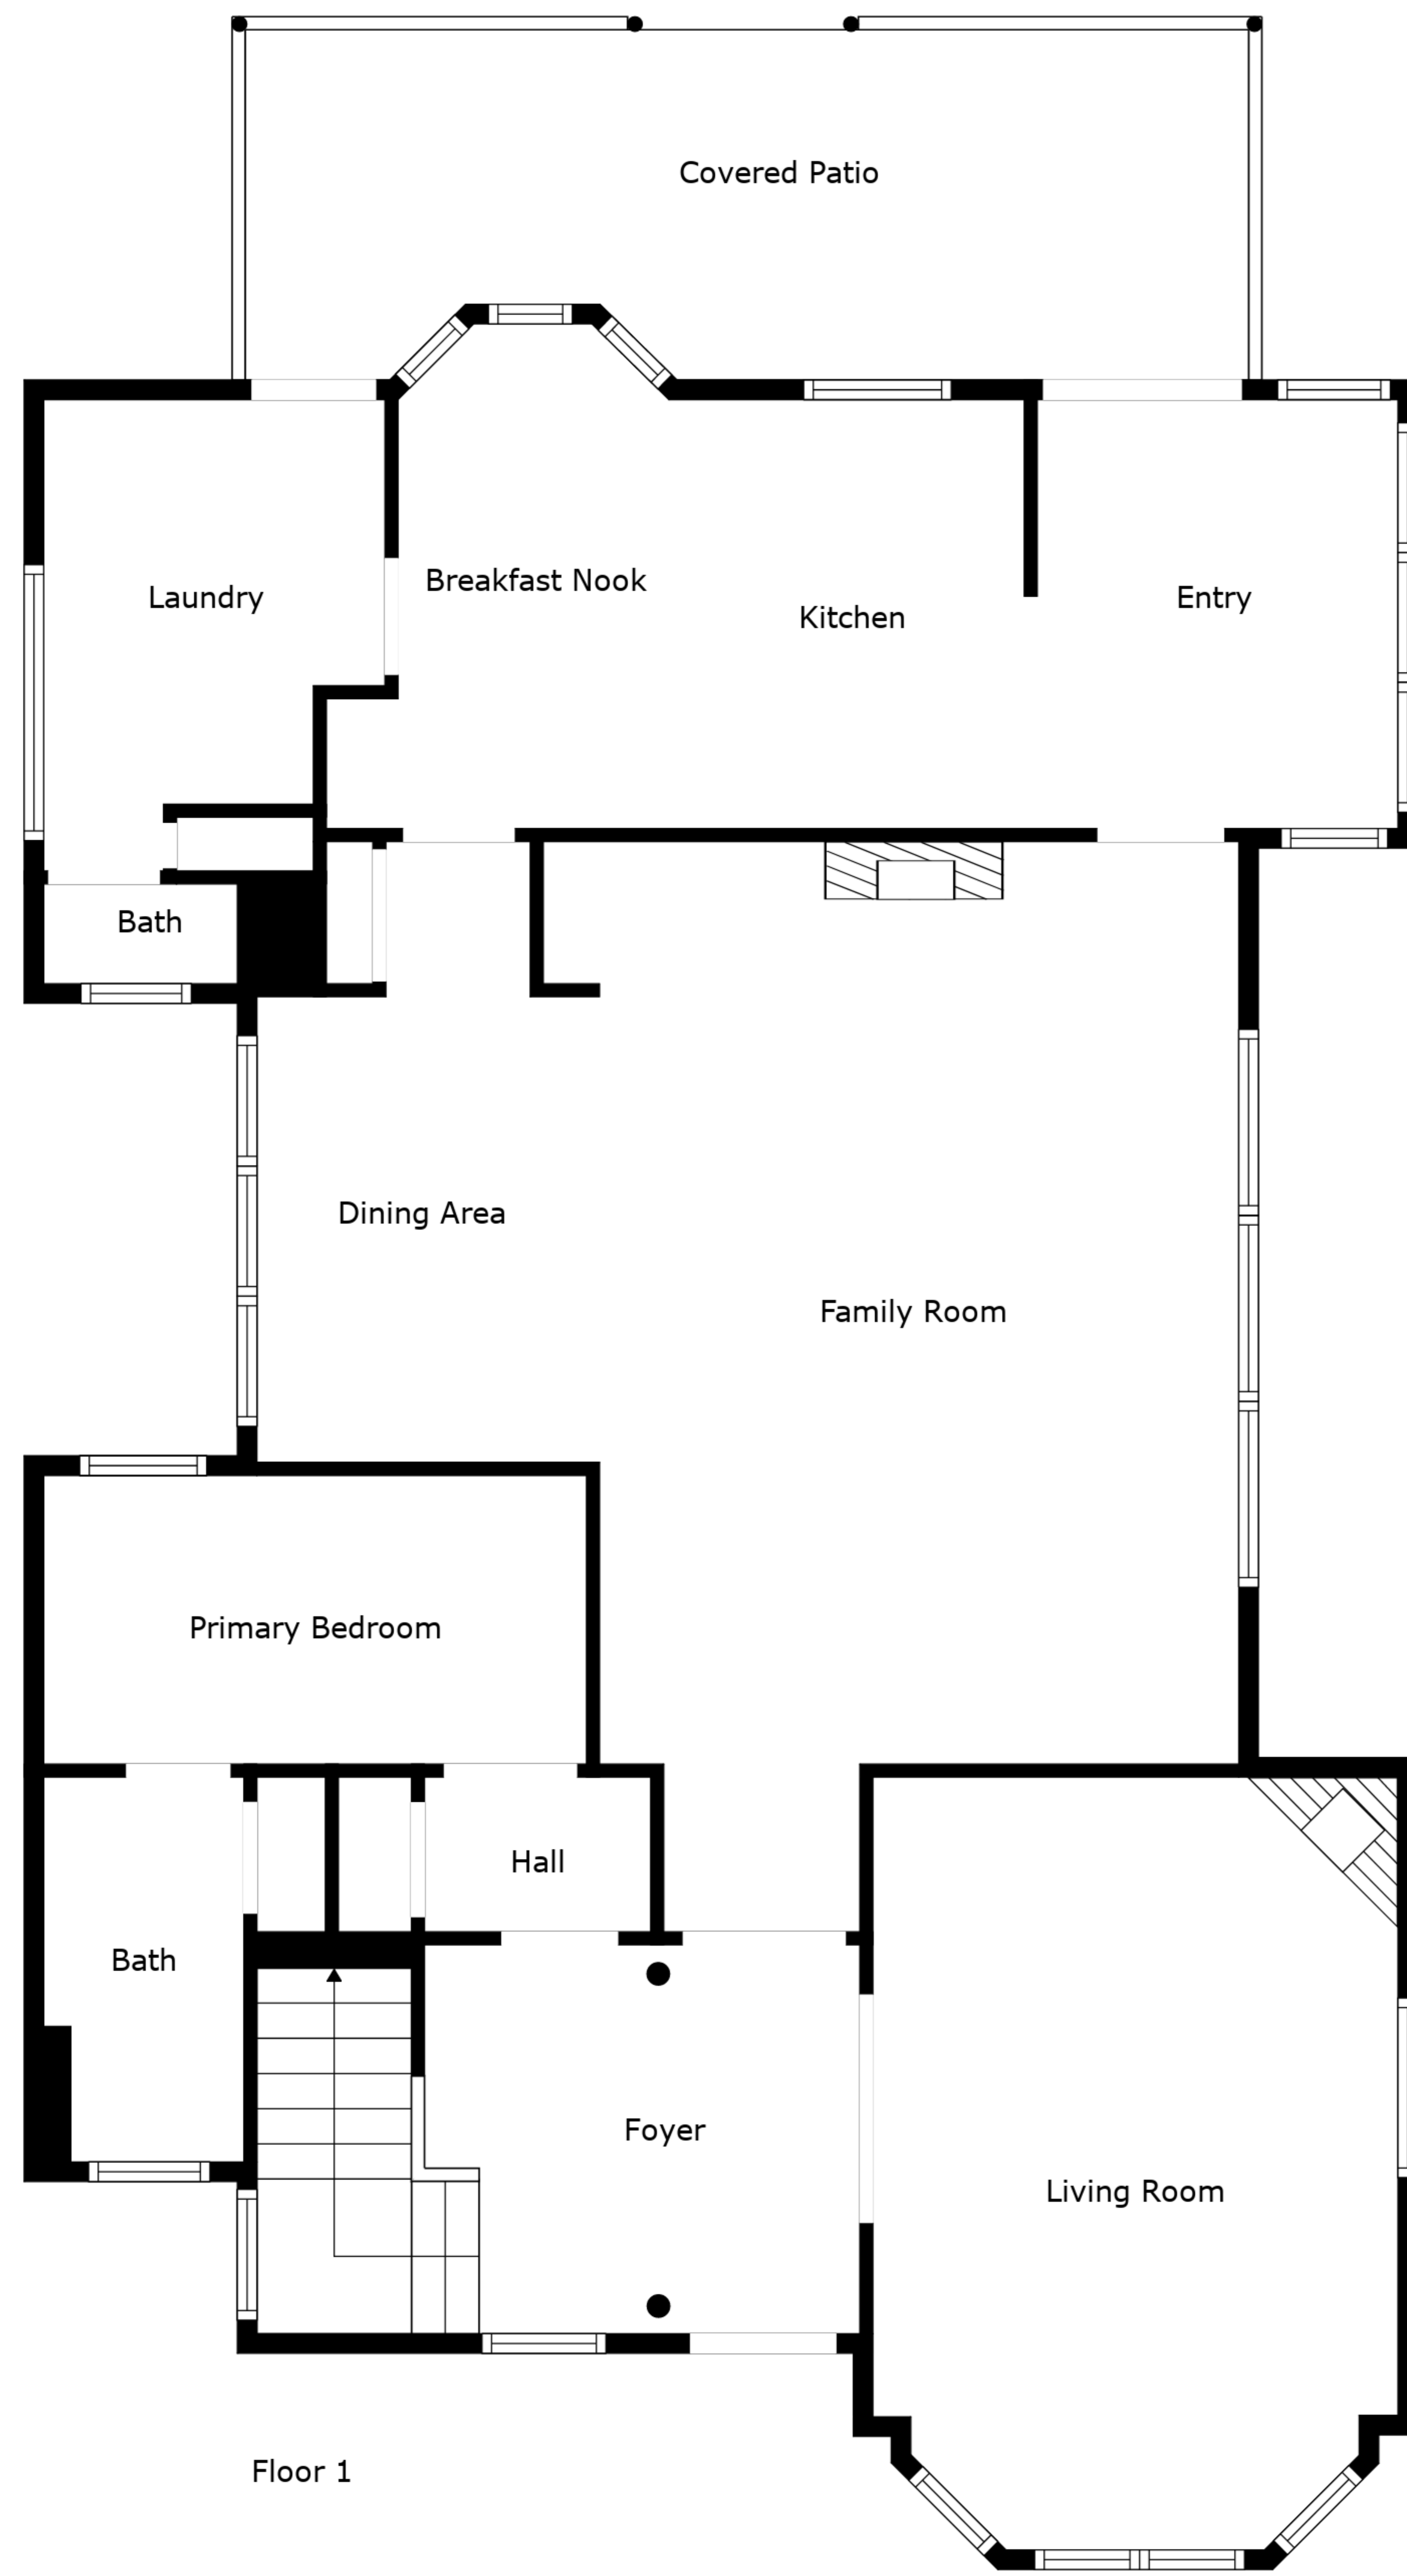 Covered Patio
Breakfast Nook
Laundry
Kitchen
Entry
Bath
Dining Area
Family Room
Primary Bedroom
Hall
Bath
Foyer
Living Room
Floor 1